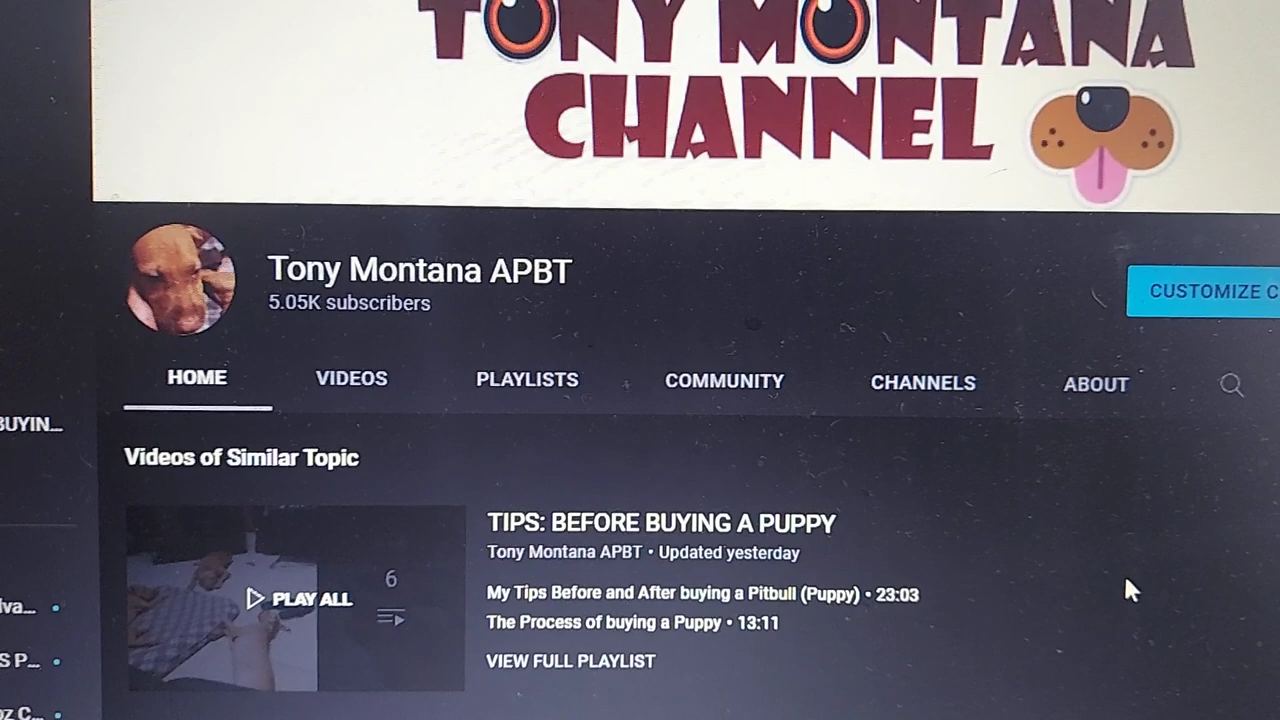 TONY MONTANA
CHANNEL
Tony Montana APBT
5.05K subscribers
CUSTOMIZE C
HOME VIDEOS PLAYLISTS COMMUNITY CHANNELS ABOUT
BUYIN...
Videos of Similar Topic
TIPS: BEFORE BUYING A PUPPY
Tony Montana APBT • Updated yesterday
6
PLAY ALL
My Tips Before and After buying a Pitbull (Puppy) • 23:03
The Process of buying a Puppy • 13:11
VIEW FULL PLAYLIST
lva...
S P...
oz C...